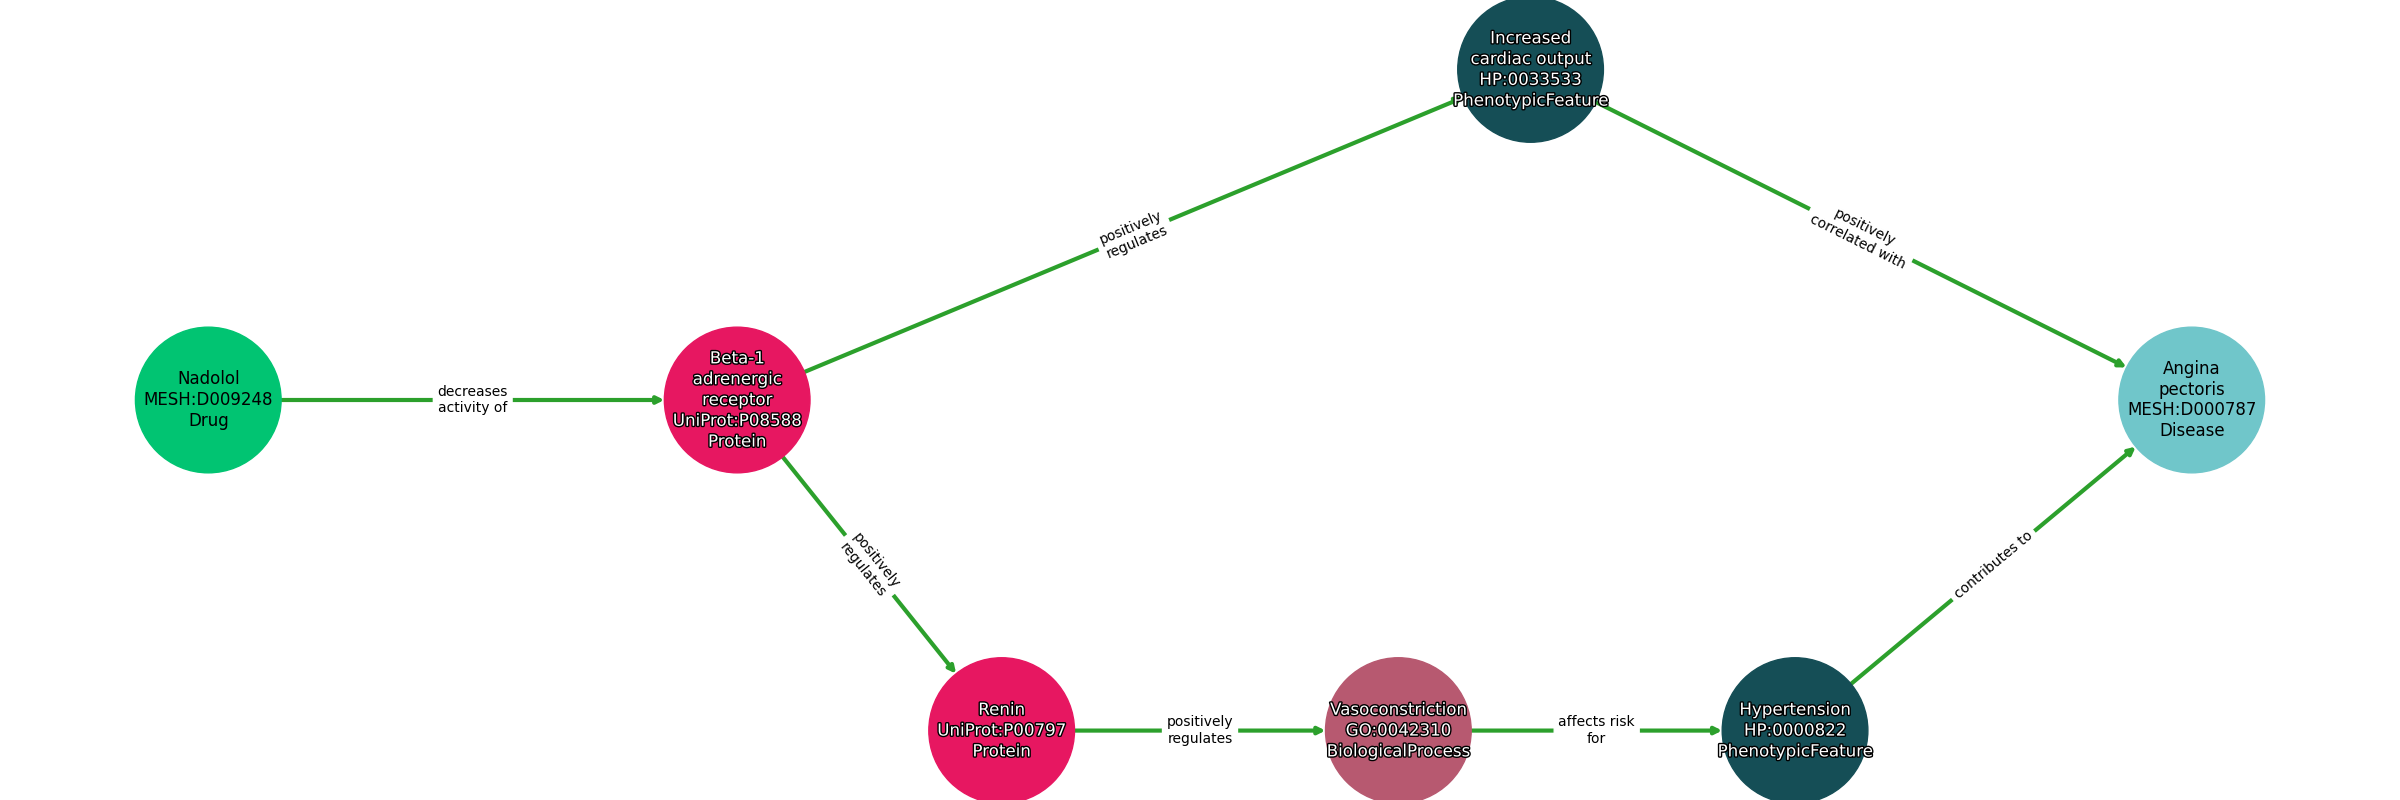 Increased
cardiac output
HP:0033533
PhenotypicFeature
positively
regulates
positively
correlated with
Nadolol
MESH:D009248
Drug
decreases
activity of
Beta-1
adrenergic
receptor
UniProt:P08588
Protein
Angina
pectoris
MESH:D000787
Disease
positively
regulates
contributes to
Renin
UniProt:P00797
Protein
positively
regulates
Vasoconstriction
GO:0042310
BiologicalProcess
affects risk
for
Hypertension
HP:0000822
PhenotypicFeature